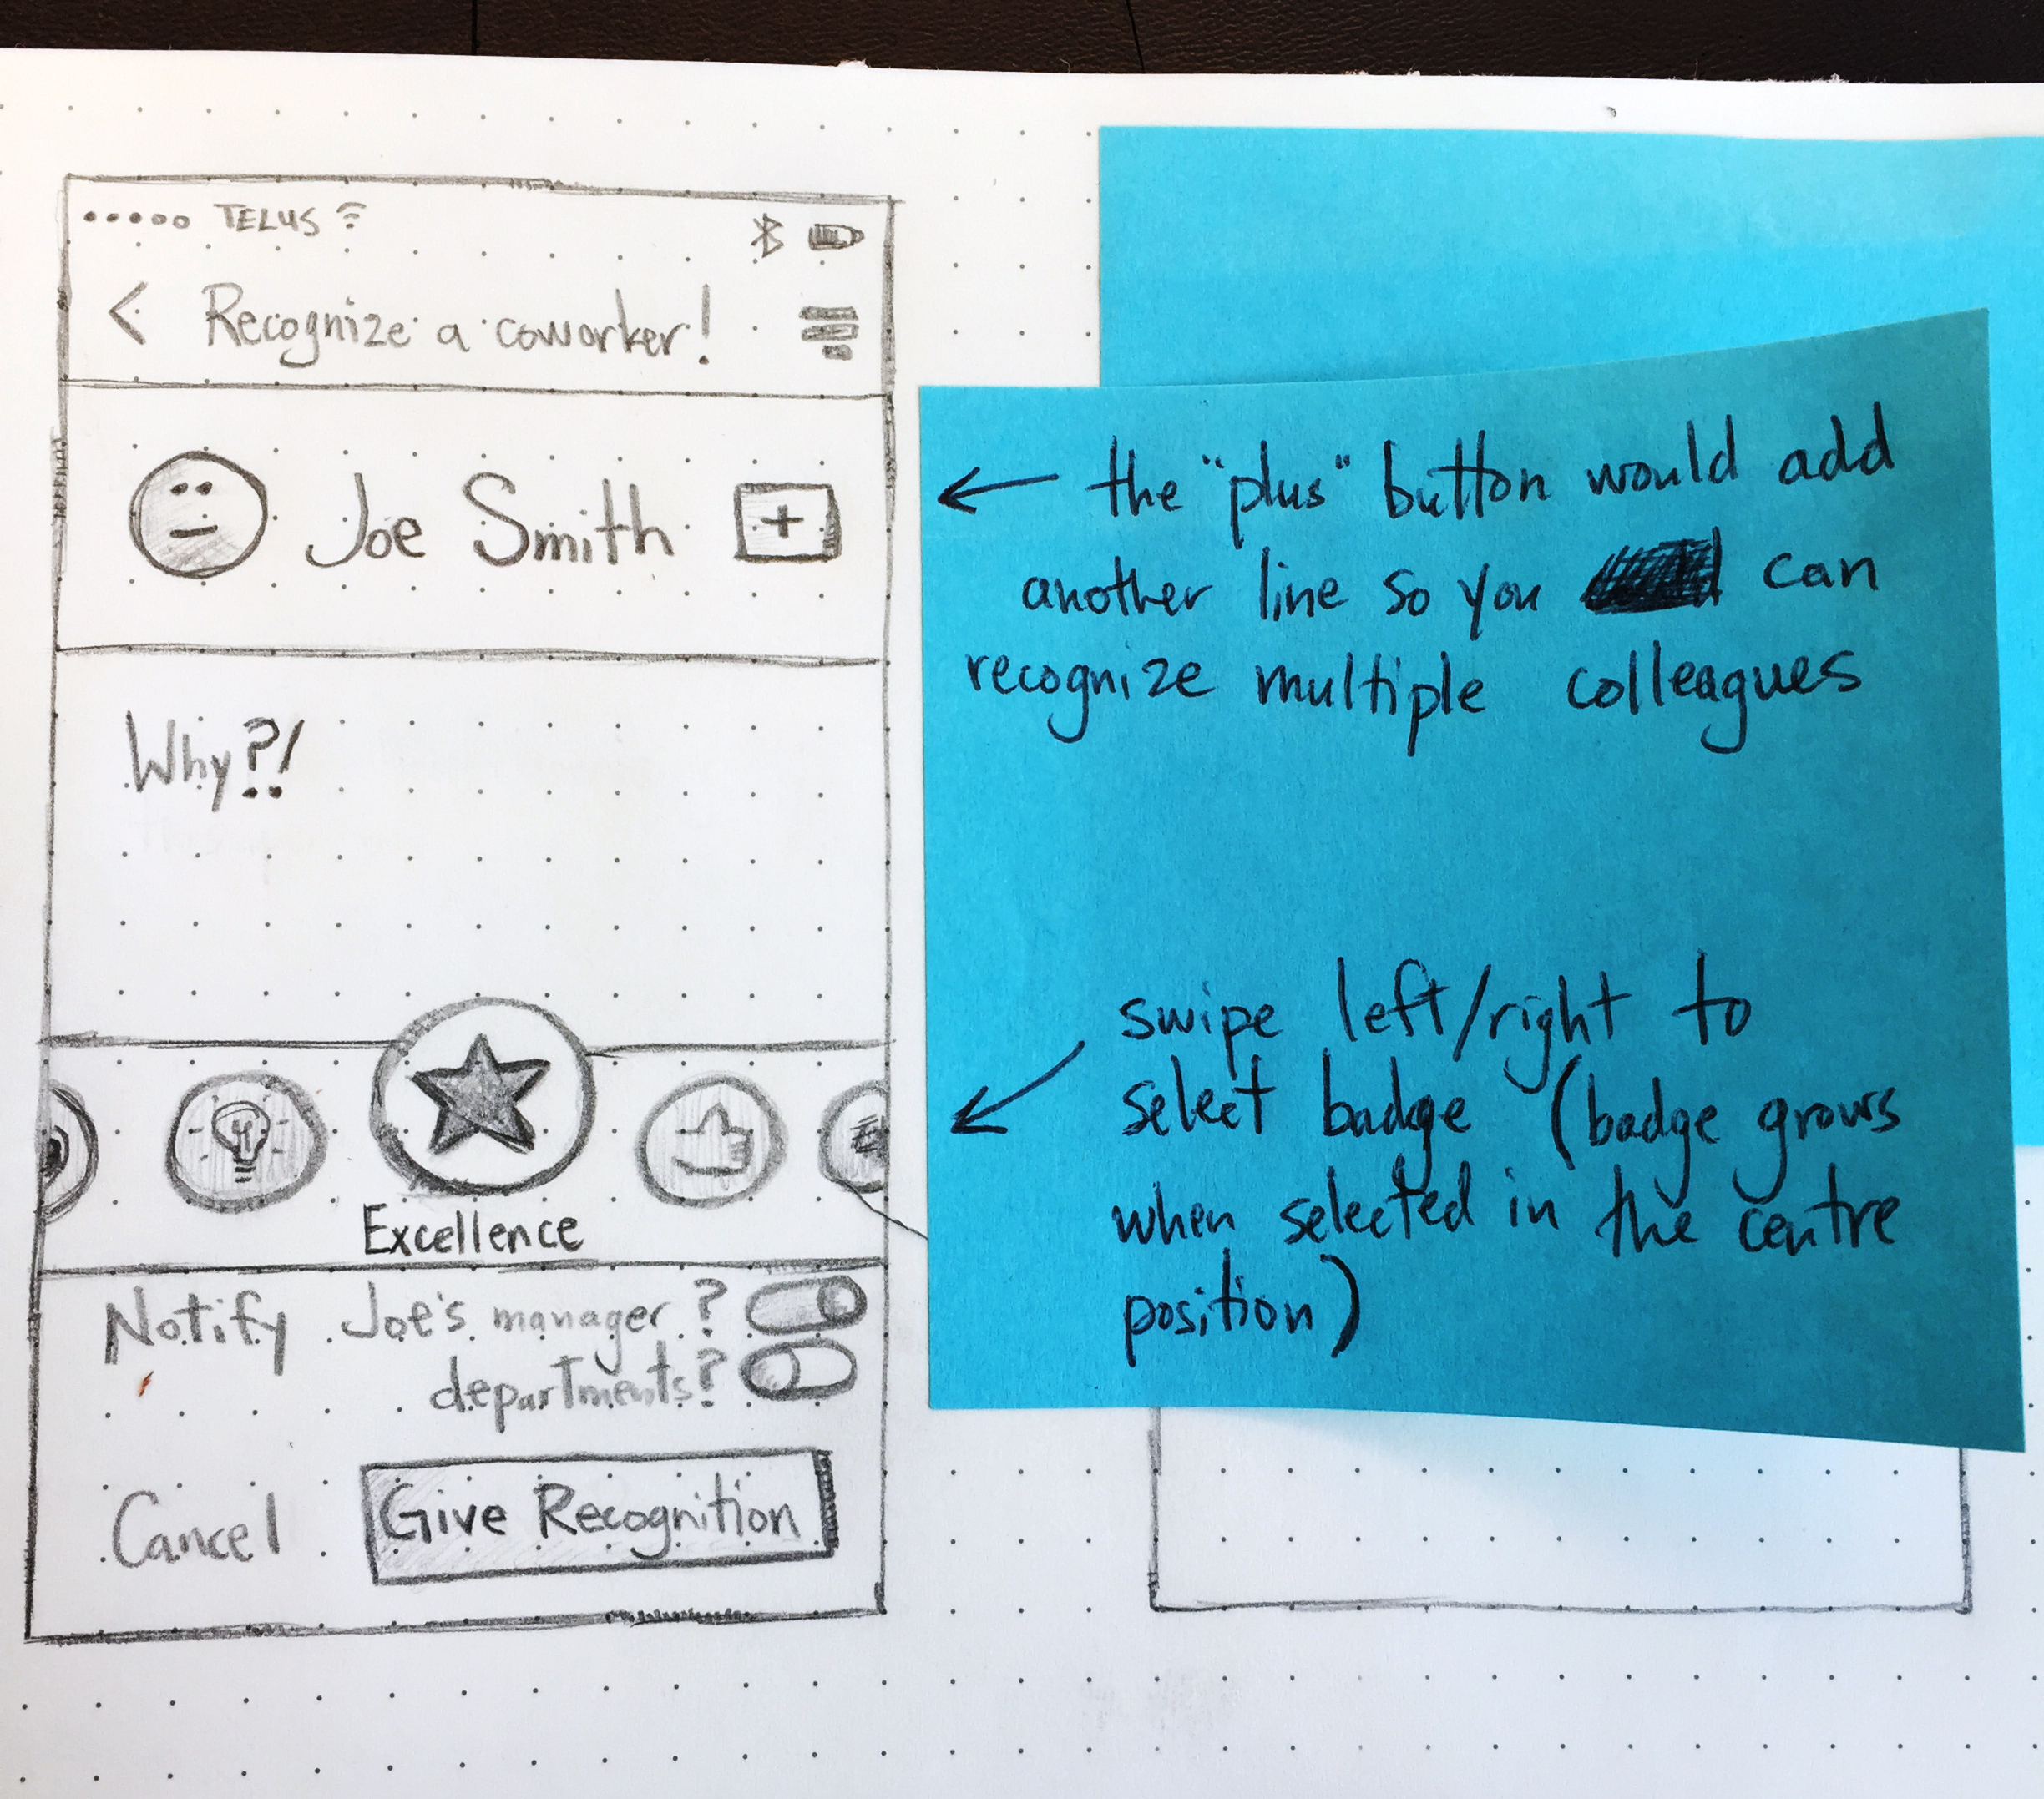 TELUS
< Recognize a coworker!
Joe Smith +
Why?!
Excellence
Notify Joe's manager?
departments?
Cancel Give Recognition
← the "plus" button would add
another line so you can
recognize multiple colleagues
swipe left/right to
select badge (badge grows
when selected in the centre
position)